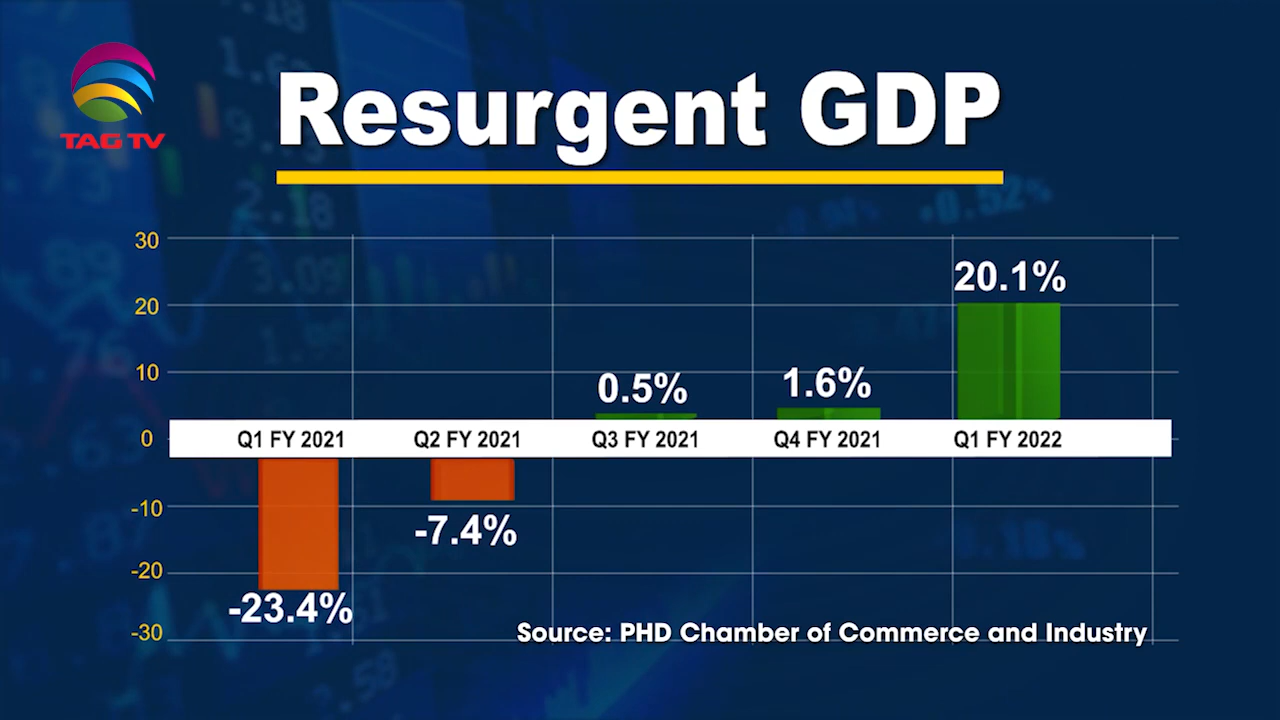 TAG TV
Resurgent GDP
30
20
10
0
-10
-20
-30
20.1%
0.5%
1.6%
Q1 FY 2021
Q2 FY 2021
Q3 FY 2021
Q4 FY 2021
Q1 FY 2022
-7.4%
-23.4%
Source: PHD Chamber of Commerce and Industry